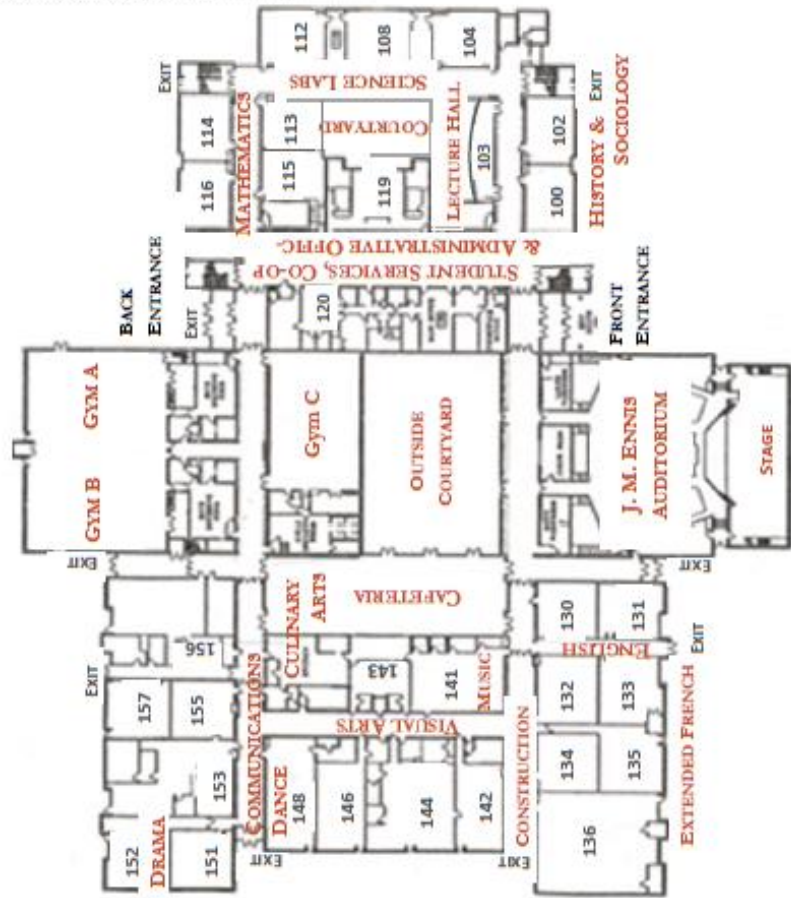 112
108
104
EXIT
SCIENCE LABS
EXIT
114
MATHEMATICS
113
COURTYARD
LECTURE HALL
103
102
HISTORY &
SOCIOLOGY
116
115
119
100
STUDENT SERVICES, CO-OP
& ADMINISTRATIVE OFFIC-
BACK
ENTRANCE
EXIT
120
FRONT
ENTRANCE
GYM A
GYM B
Gym C
OUTSIDE
COURTYARD
J. M. ENNIS
AUDITORIUM
STAGE
EXIT
EXIT
CULINARY ARTS
CAFETERIA
130
131
156
ENGLISH
EXIT
EXIT
157
155
COMMUNICATIONS
143
141
MUSIC
132
133
VISUAL ARTS
153
DANCE
148
146
144
142
CONSTRUCTION
134
135
EXTENDED FRENCH
DRAMA
152
151
136
EXIT
EXIT